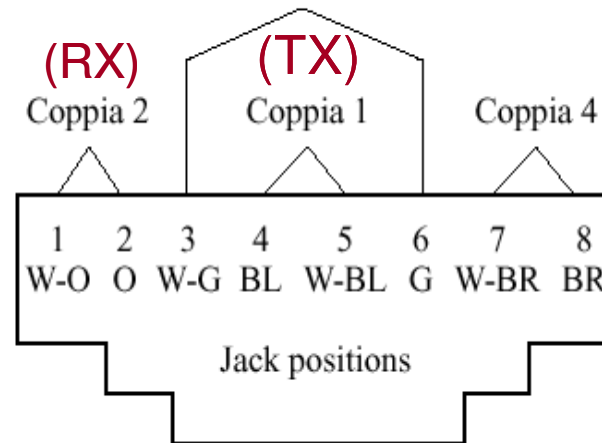 (RX) (TX)
Coppia 2 Coppia 1 Coppia 4
1 2 3 4 5 6 7 8
W-O O W-G BL W-BL G W-BR BR
Jack positions